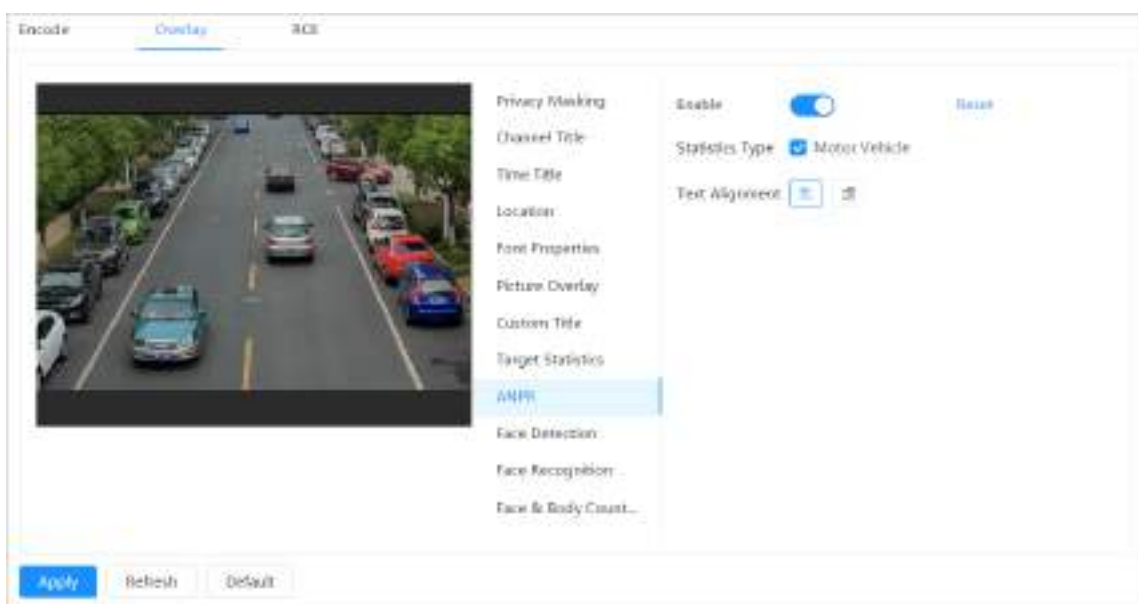 Encode Overlay ROI
Privacy Masking
Channel Title
Time Title
Location
Font Properties
Picture Overlay
Custom Title
Target Statistics
ANPR
Face Detection
Face Recognition
Face & Body Count...
Enable Reset
Statistics Type Motor Vehicle
Text Alignment
Apply Refresh Default